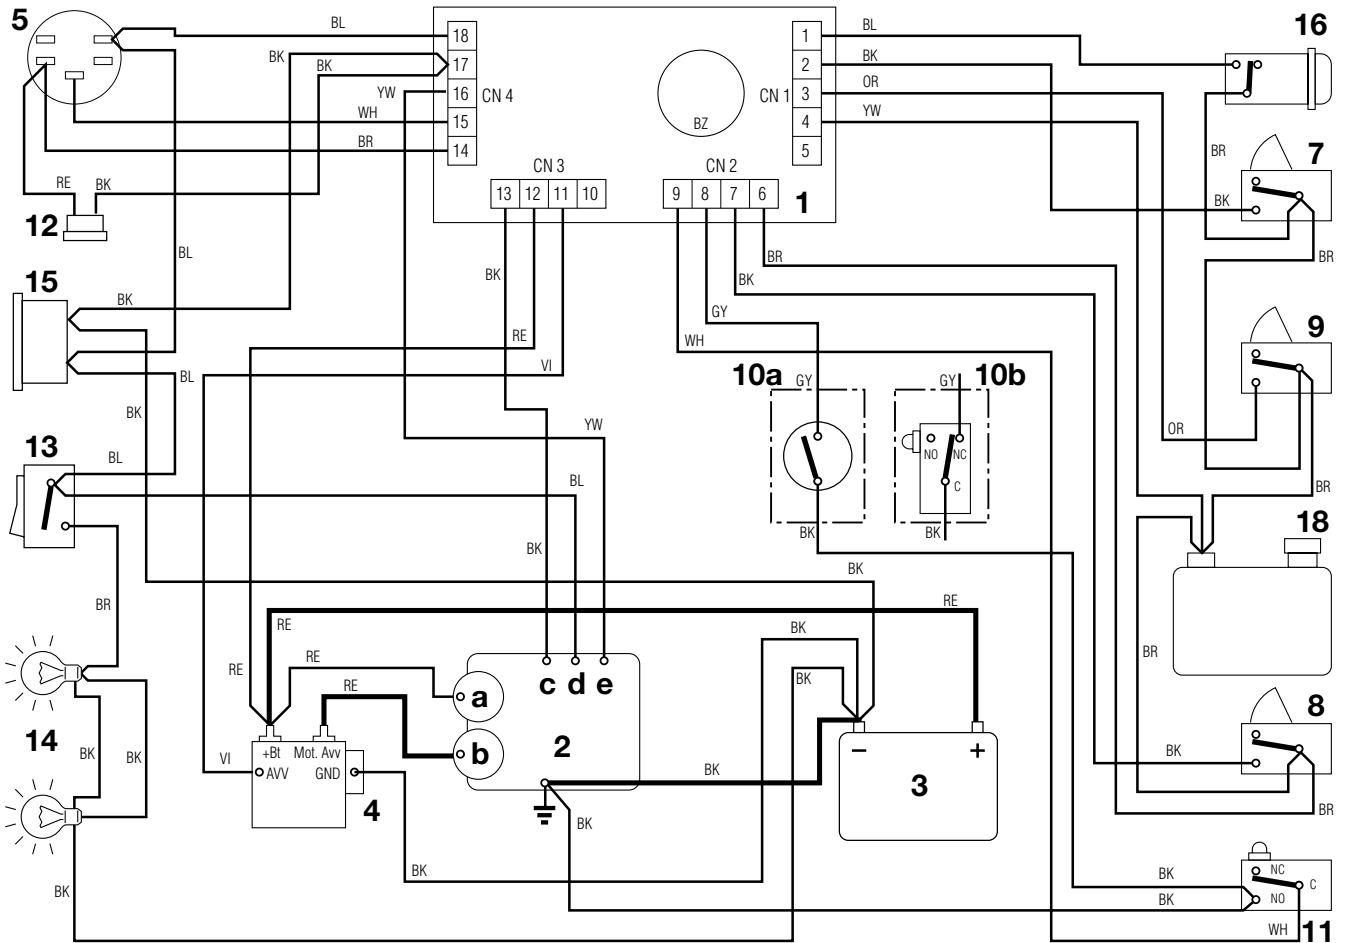 5
BL
18
1
BL
16
BK
BK
17
2
BK
YW
16
CN 4
CN 1
3
OR
WH
15
BZ
4
YW
BR
14
5
BR
7
CN 3
CN 2
RE
BK
13
12
11
10
9
8
7
6
1
BK
12
BL
BR
BR
15
BK
BK
BK
GY
9
RE
WH
VI
10a
GY
GY
10b
BL
BK
YW
OR
13
NO
NC
BL
BL
C
BR
18
BK
BK
BK
BK
BR
RE
RE
BK
BR
RE
RE
BK
c
d
e
RE
a
8
14
BK
BK
+Bt
Mot. Avv
b
2
–
+
BK
VI
AVV
GND
BK
3
4
BR
BK
BK
BK
NC
BK
C
BK
NO
WH
11